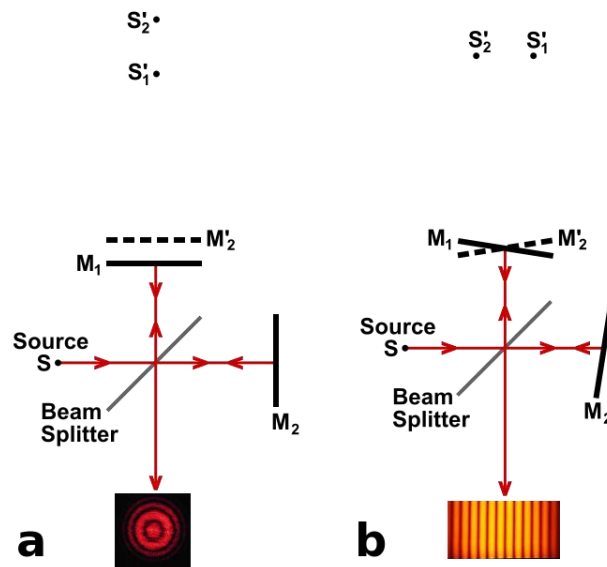 S'₂
S'₁
M'₂
M₁
Source
S
Beam
Splitter
M₂
a
S'₂
S'₁
M₁
M'₂
Source
S
Beam
Splitter
M₂
b